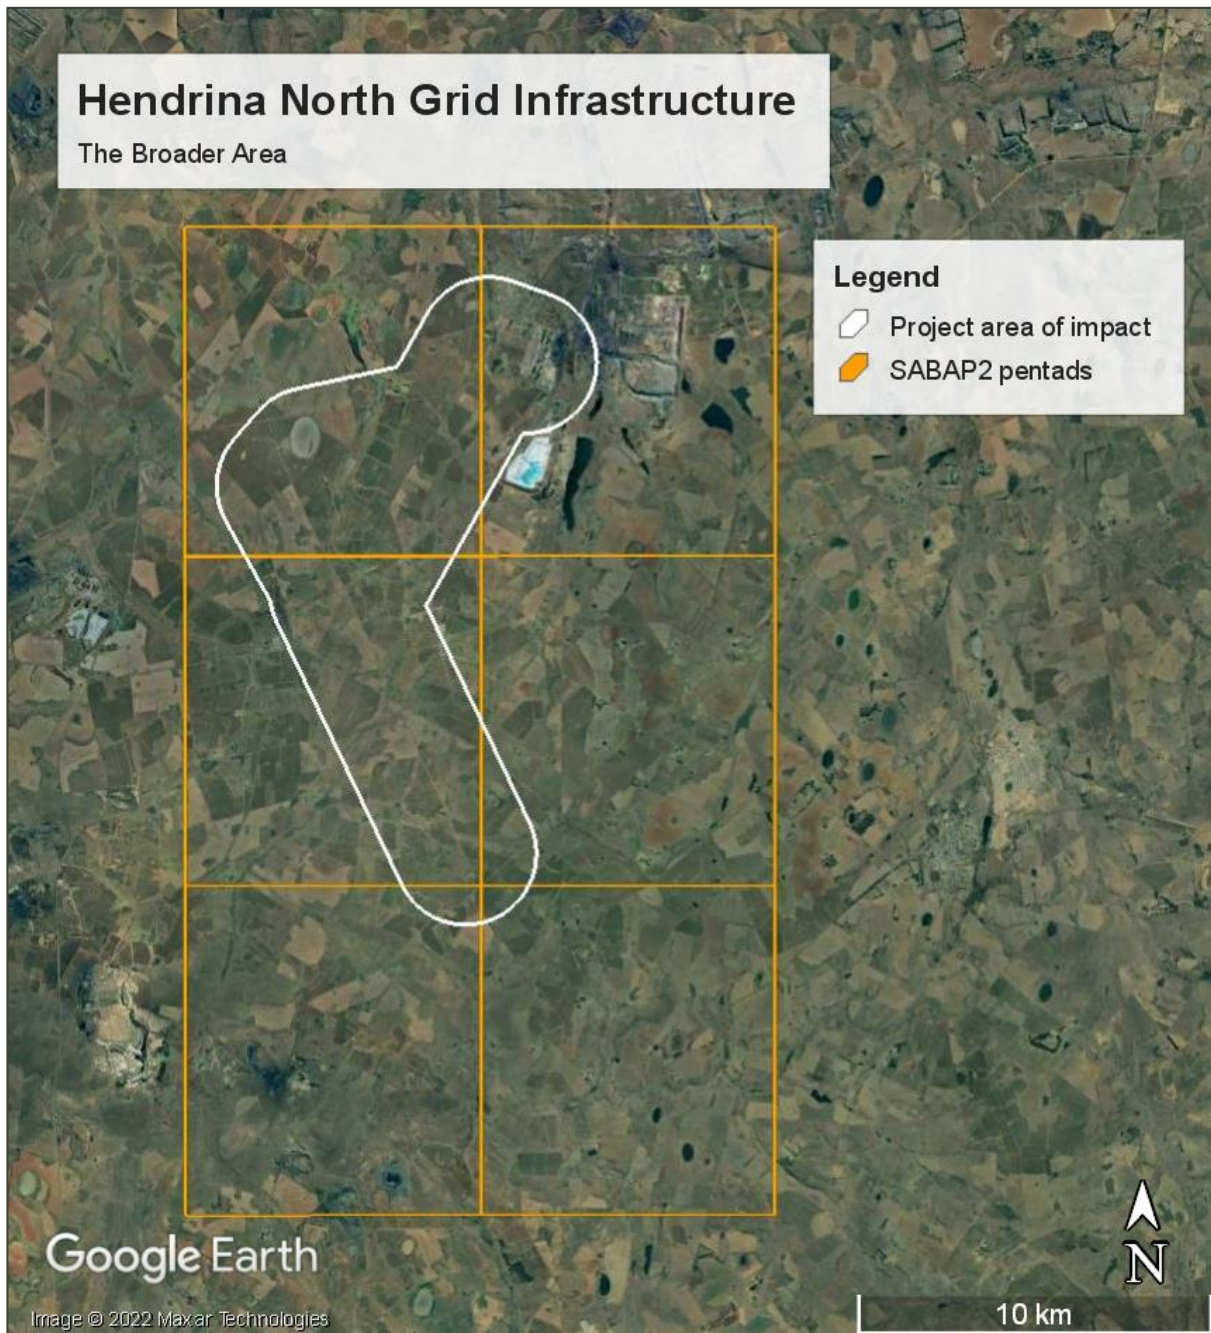 Hendrina North Grid Infrastructure
The Broader Area
Legend
Project area of impact
SABAP2 pentads
Google Earth
N
Image © 2022 Maxar Technologies
10 km